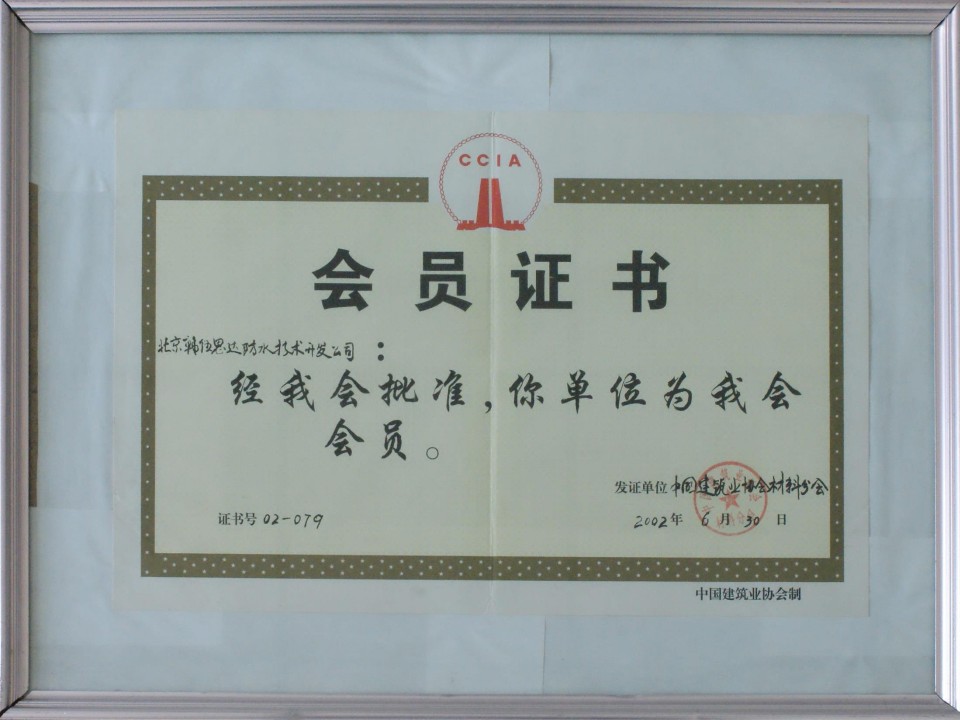 CCIA
会员证书
北京韩伍思达防水技术开发公司：
经我会批准，你单位为我会
会员。
发证单位 中国建筑业协会材料分会
证书号 02-079
2002年 6月 30日
中国建筑业协会制